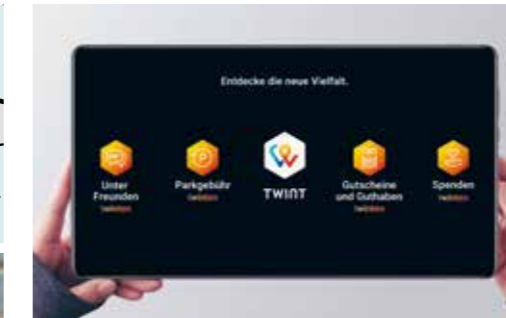 Entdecke die neue Vielfalt.
Unter
Freunden
Parkgebühr
TWINT
Gutscheine
und Guthaben
Spenden